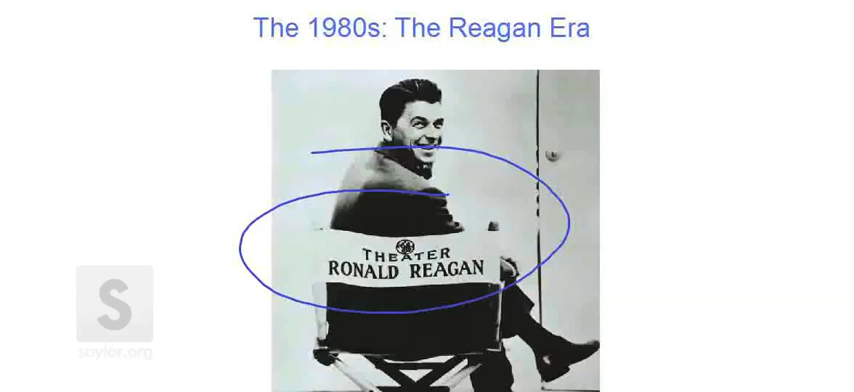 The 1980s: The Reagan Era
THEATER
RONALD REAGAN
S
saylor.org